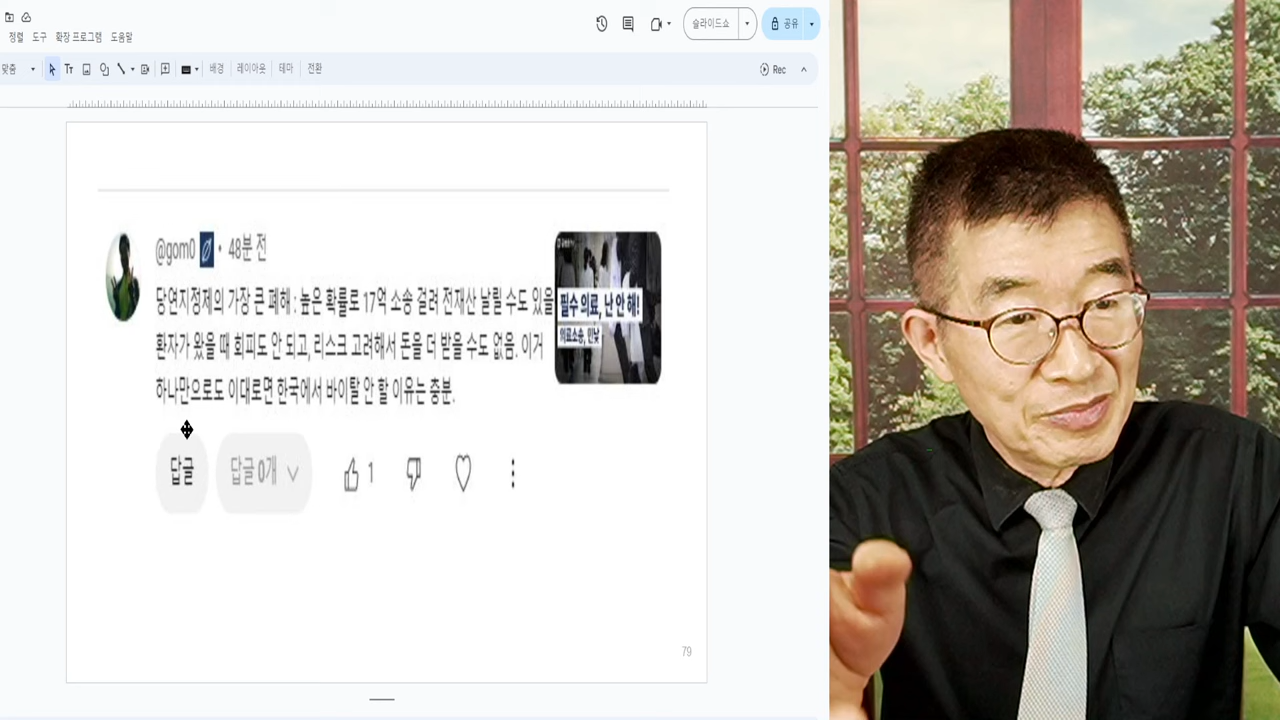 정렬 도구 확장 프로그램 도움말
슬라이드쇼
공유
맞춤
Tт
배경 레이아웃 테마 전환
Rec
@gom0 · 48분 전
당연지정제의 가장 큰 폐해 : 높은 확률로 17억 소송 걸려 전재산 날릴 수도 있을
환자가 왔을 때 회피도 안 되고, 리스크 고려해서 돈을 더 받을 수도 없음. 이거
하나만으로도 이대로면 한국에서 바이탈 안 할 이유는 충분.
필수 의료, 난 안 해!
의료소송, 민낯
답글
답글 0개
1
79